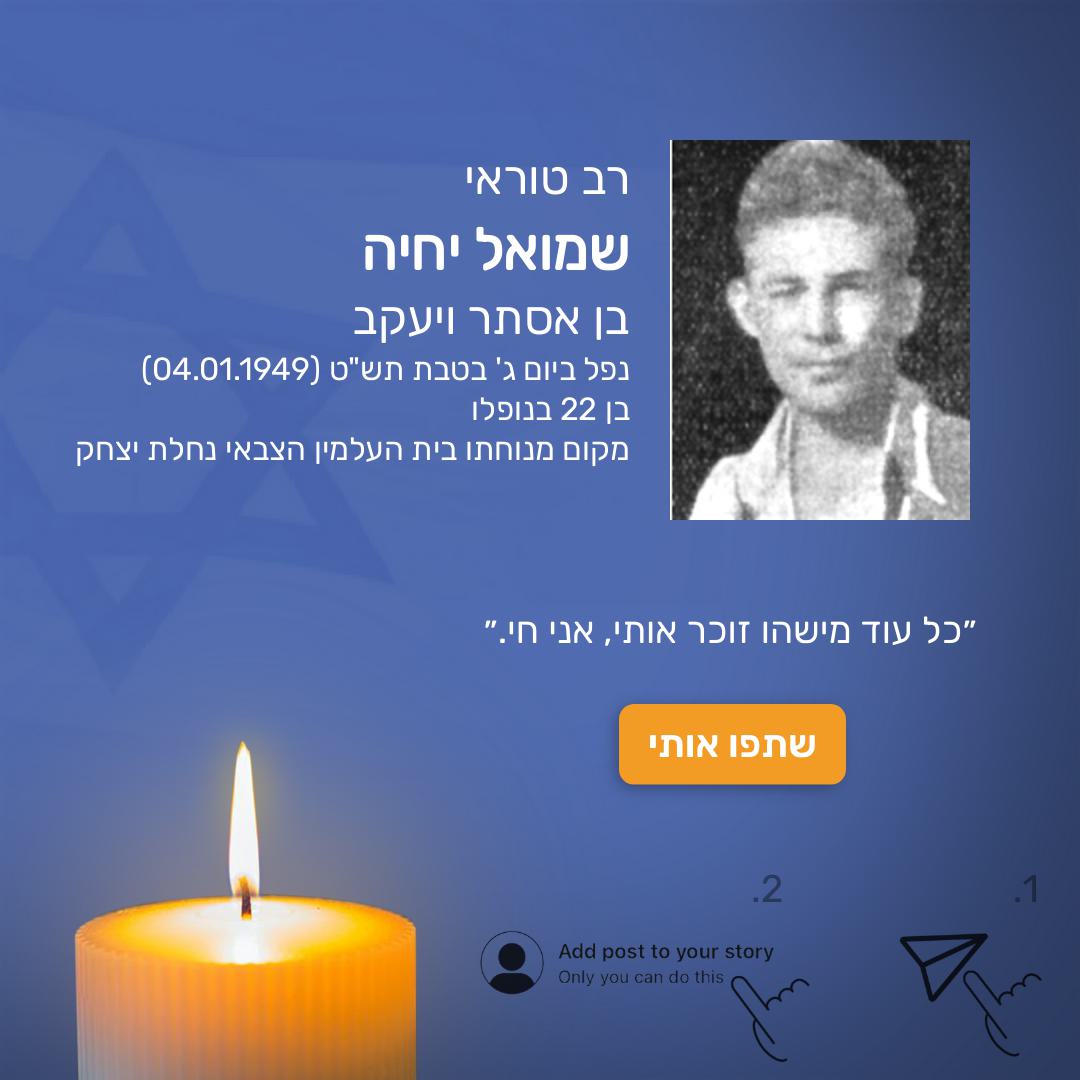 רב טוראי
שמואל יחיה
בן אסתר ויעקב
נפל ביום ג' בטבת תש"ט (04.01.1949)
בן 22 בנופלו
מקום מנוחתו בית העלמין הצבאי נחלת יצחק
״כל עוד מישהו זוכר אותי, אני חי.״
שתפו אותי
1.
2.
Add post to your story
Only you can do this